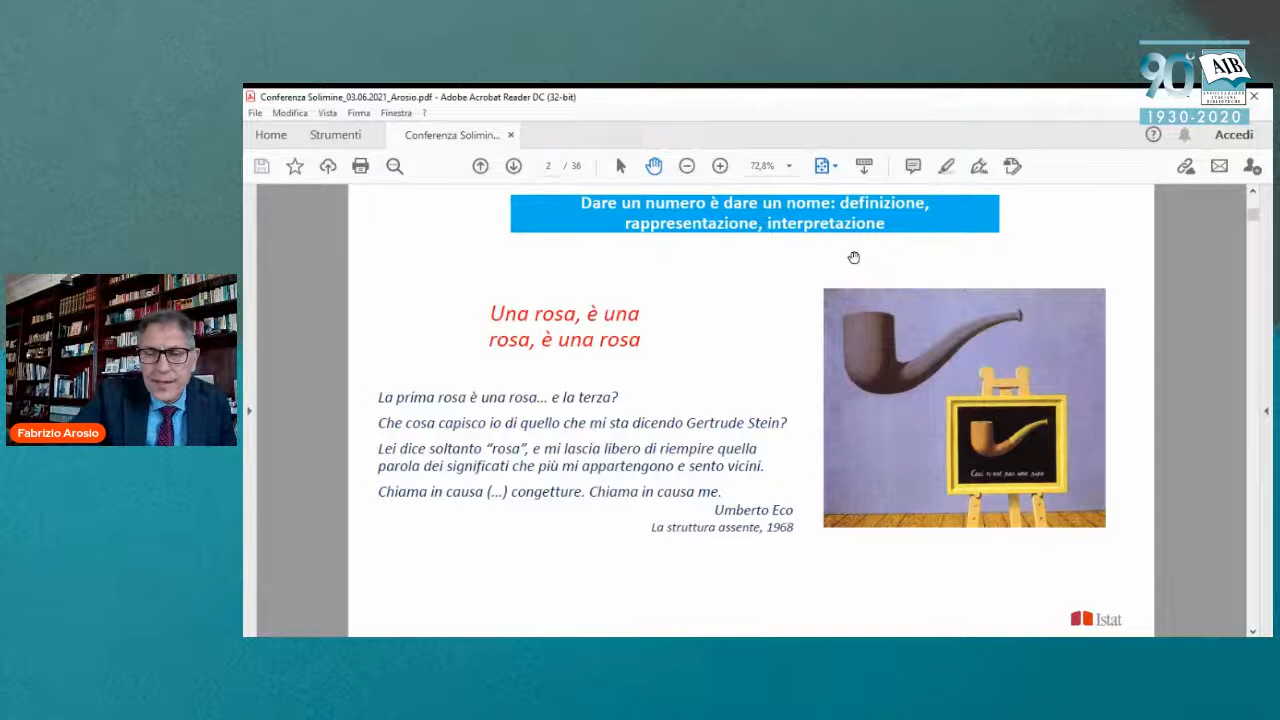 90°
AIB
ASSOCIAZIONE
ITALIANA
BIBLIOTECHE
1930-2020
Conferenza Solimine_03.06.2021_Arosio.pdf - Adobe Acrobat Reader DC (32-bit)
File Modifica Vista Firma Finestra ?
Home Strumenti Conferenza Solimin... Accedi
2 / 36 72,8%
Dare un numero è dare un nome: definizione,
rappresentazione, interpretazione
Una rosa, è una
rosa, è una rosa
La prima rosa è una rosa... e la terza?
Che cosa capisco io di quello che mi sta dicendo Gertrude Stein?
Lei dice soltanto “rosa”, e mi lascia libero di riempire quella
parola dei significati che più mi appartengono e sento vicini.
Chiama in causa (...) congetture. Chiama in causa me.
Umberto Eco
La struttura assente, 1968
Ceci n'est pas une pipe
Istat
Fabrizio Arosio